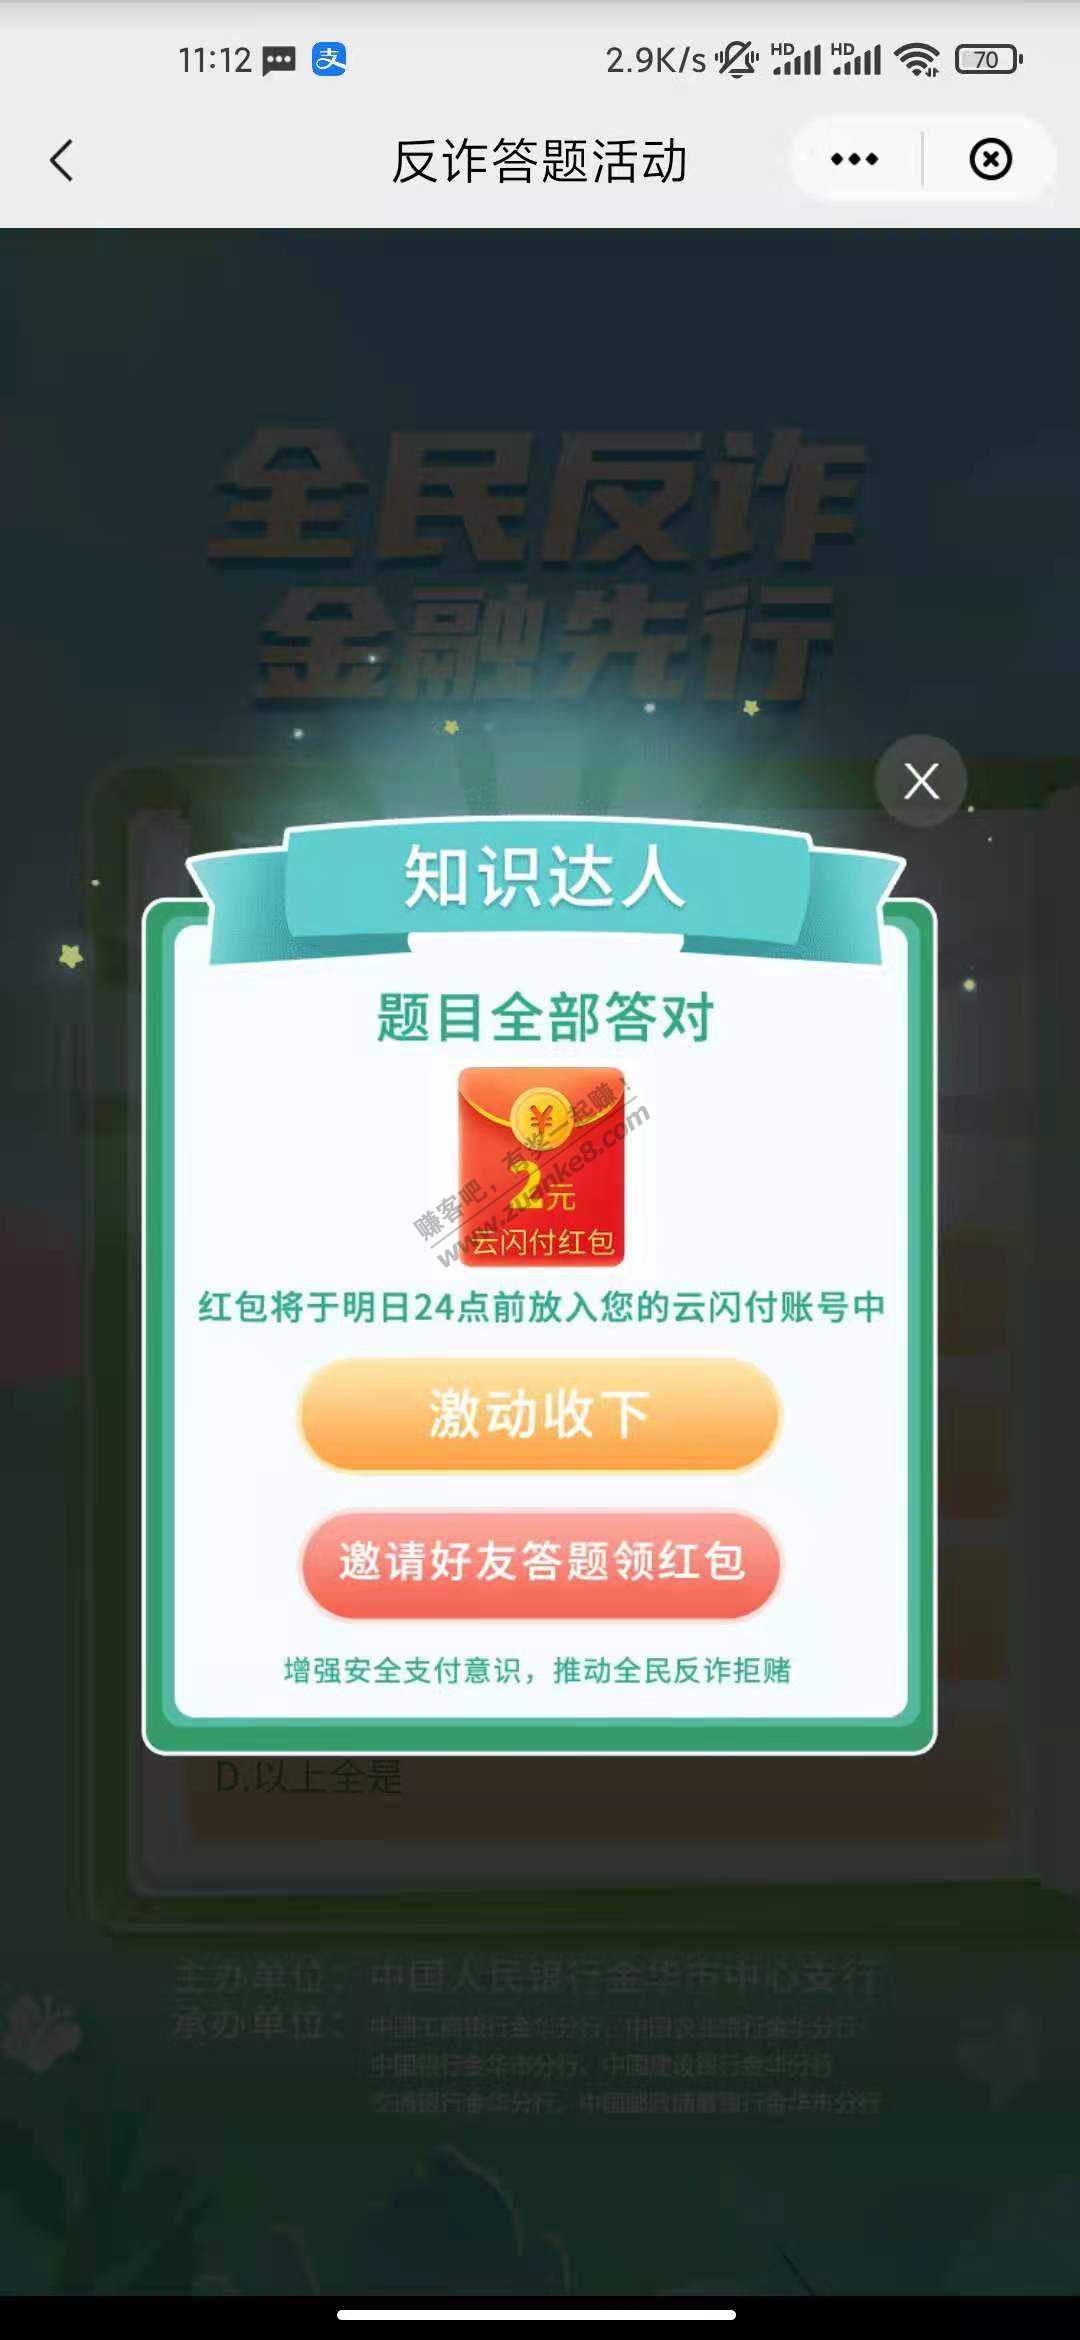 11:12
2.9K/s
HD
HD
70
反诈答题活动
全民反诈
金融先行
知识达人
题目全部答对
¥
2元
云闪付红包
赚客吧，有奖一起赚！
www.zuanke8.com
红包将于明日24点前放入您的云闪付账号中
激动收下
邀请好友答题领红包
增强安全支付意识，推动全民反诈拒赌
D.以上全是
主办单位：中国人民银行金华市中心支行
承办单位：中国工商银行金华分行、中国农业银行金华分行
中国银行金华市分行、中国建设银行金华分行
交通银行金华分行、中国邮政储蓄银行金华市分行